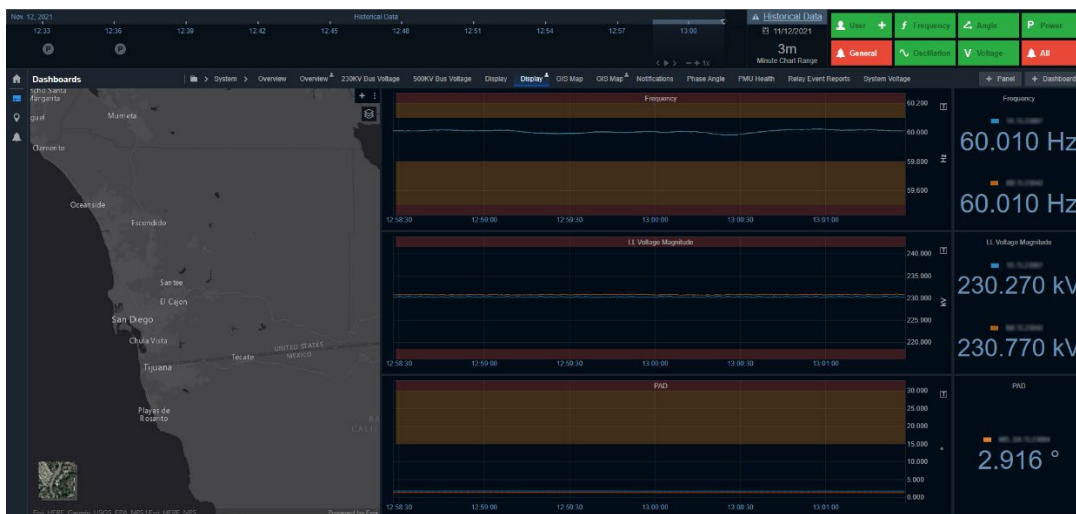 Nov. 12, 2021
Historical Data
12:33
12:36
12:39
12:42
12:45
12:48
12:51
12:54
12:57
13:00
P
P
- + 1x
Historical Data
11/12/2021
3m
Minute Chart Range
User +
Frequency
Angle
P Power
General
Oscillation
V Voltage
All
Dashboards
> System > Overview Overview 230KV Bus Voltage 500KV Bus Voltage Display Display GIS Map GIS Map Notifications Phase Angle PMU Health Relay Event Reports System Voltage
+ Panel
+ Dashboard
Margarita
Murrieta
Clemente
Oceanside
Escondido
Santee
El Cajon
San Diego
Chula Vista
Tijuana
Tecate
UNITED STATES
MEXICO
Playas de
Rosarito
Frequency
60.200
60.000
59.800
59.600
Hz
12:58:30
12:59:00
12:59:30
13:00:00
13:00:30
13:01:00
LL Voltage Magnitude
240.000
235.000
230.000
225.000
220.000
kV
12:58:30
12:59:00
12:59:30
13:00:00
13:00:30
13:01:00
PAD
30.000
25.000
20.000
15.000
10.000
5.000
0.000
°
12:58:30
12:59:00
12:59:30
13:00:00
13:00:30
13:01:00
Frequency
60.010 Hz
60.010 Hz
LL Voltage Magnitude
230.270 kV
230.770 kV
PAD
2.916 °